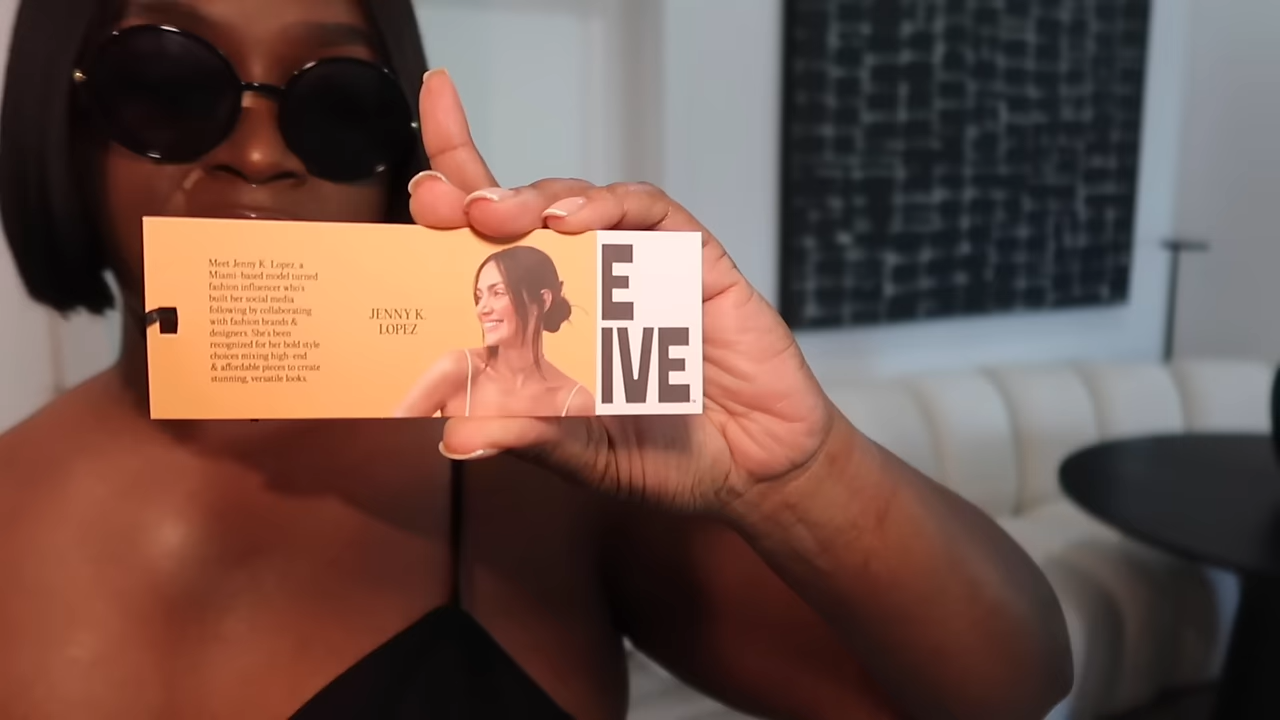 Meet Jenny K. Lopez, a
Miami-based model turned
fashion influencer who's
built her social media
following by collaborating
with fashion brands &
designers. She's been
recognized for her bold style
choices mixing high-end
& affordable pieces to create
stunning, versatile looks.
JENNY K.
LOPEZ
E
IVE